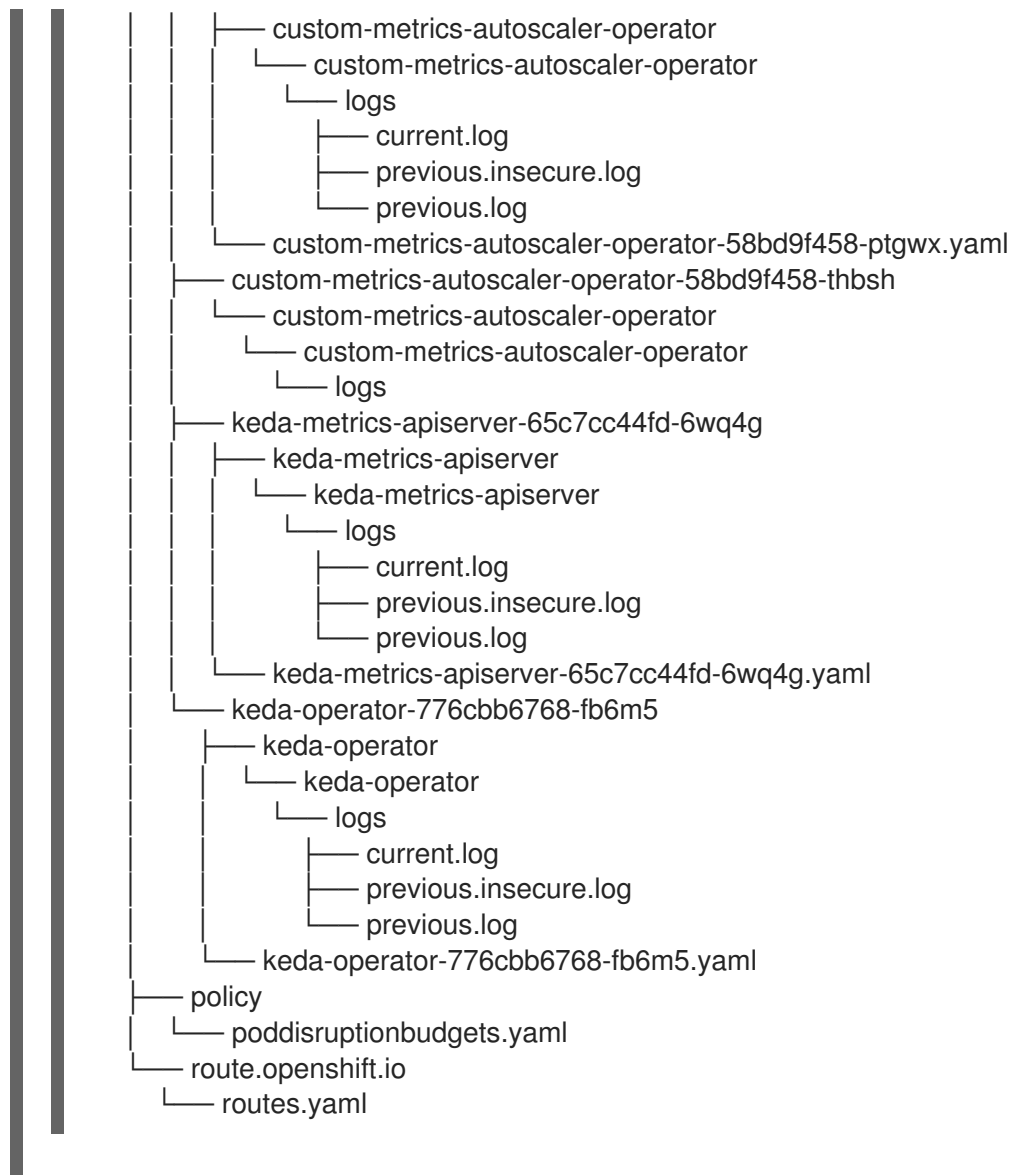 │ │ ├── custom-metrics-autoscaler-operator
│ │ │ └── custom-metrics-autoscaler-operator
│ │ │ └── logs
│ │ │ ├── current.log
│ │ │ ├── previous.insecure.log
│ │ │ └── previous.log
│ │ └── custom-metrics-autoscaler-operator-58bd9f458-ptgwx.yaml
│ ├── custom-metrics-autoscaler-operator-58bd9f458-thbsh
│ │ └── custom-metrics-autoscaler-operator
│ │ └── custom-metrics-autoscaler-operator
│ │ └── logs
│ ├── keda-metrics-apiserver-65c7cc44fd-6wq4g
│ │ ├── keda-metrics-apiserver
│ │ │ └── keda-metrics-apiserver
│ │ │ └── logs
│ │ │ ├── current.log
│ │ │ ├── previous.insecure.log
│ │ │ └── previous.log
│ │ └── keda-metrics-apiserver-65c7cc44fd-6wq4g.yaml
│ └── keda-operator-776cbb6768-fb6m5
│ ├── keda-operator
│ │ └── keda-operator
│ │ └── logs
│ │ ├── current.log
│ │ ├── previous.insecure.log
│ │ └── previous.log
│ └── keda-operator-776cbb6768-fb6m5.yaml
├── policy
│ └── poddisruptionbudgets.yaml
└── route.openshift.io
└── routes.yaml